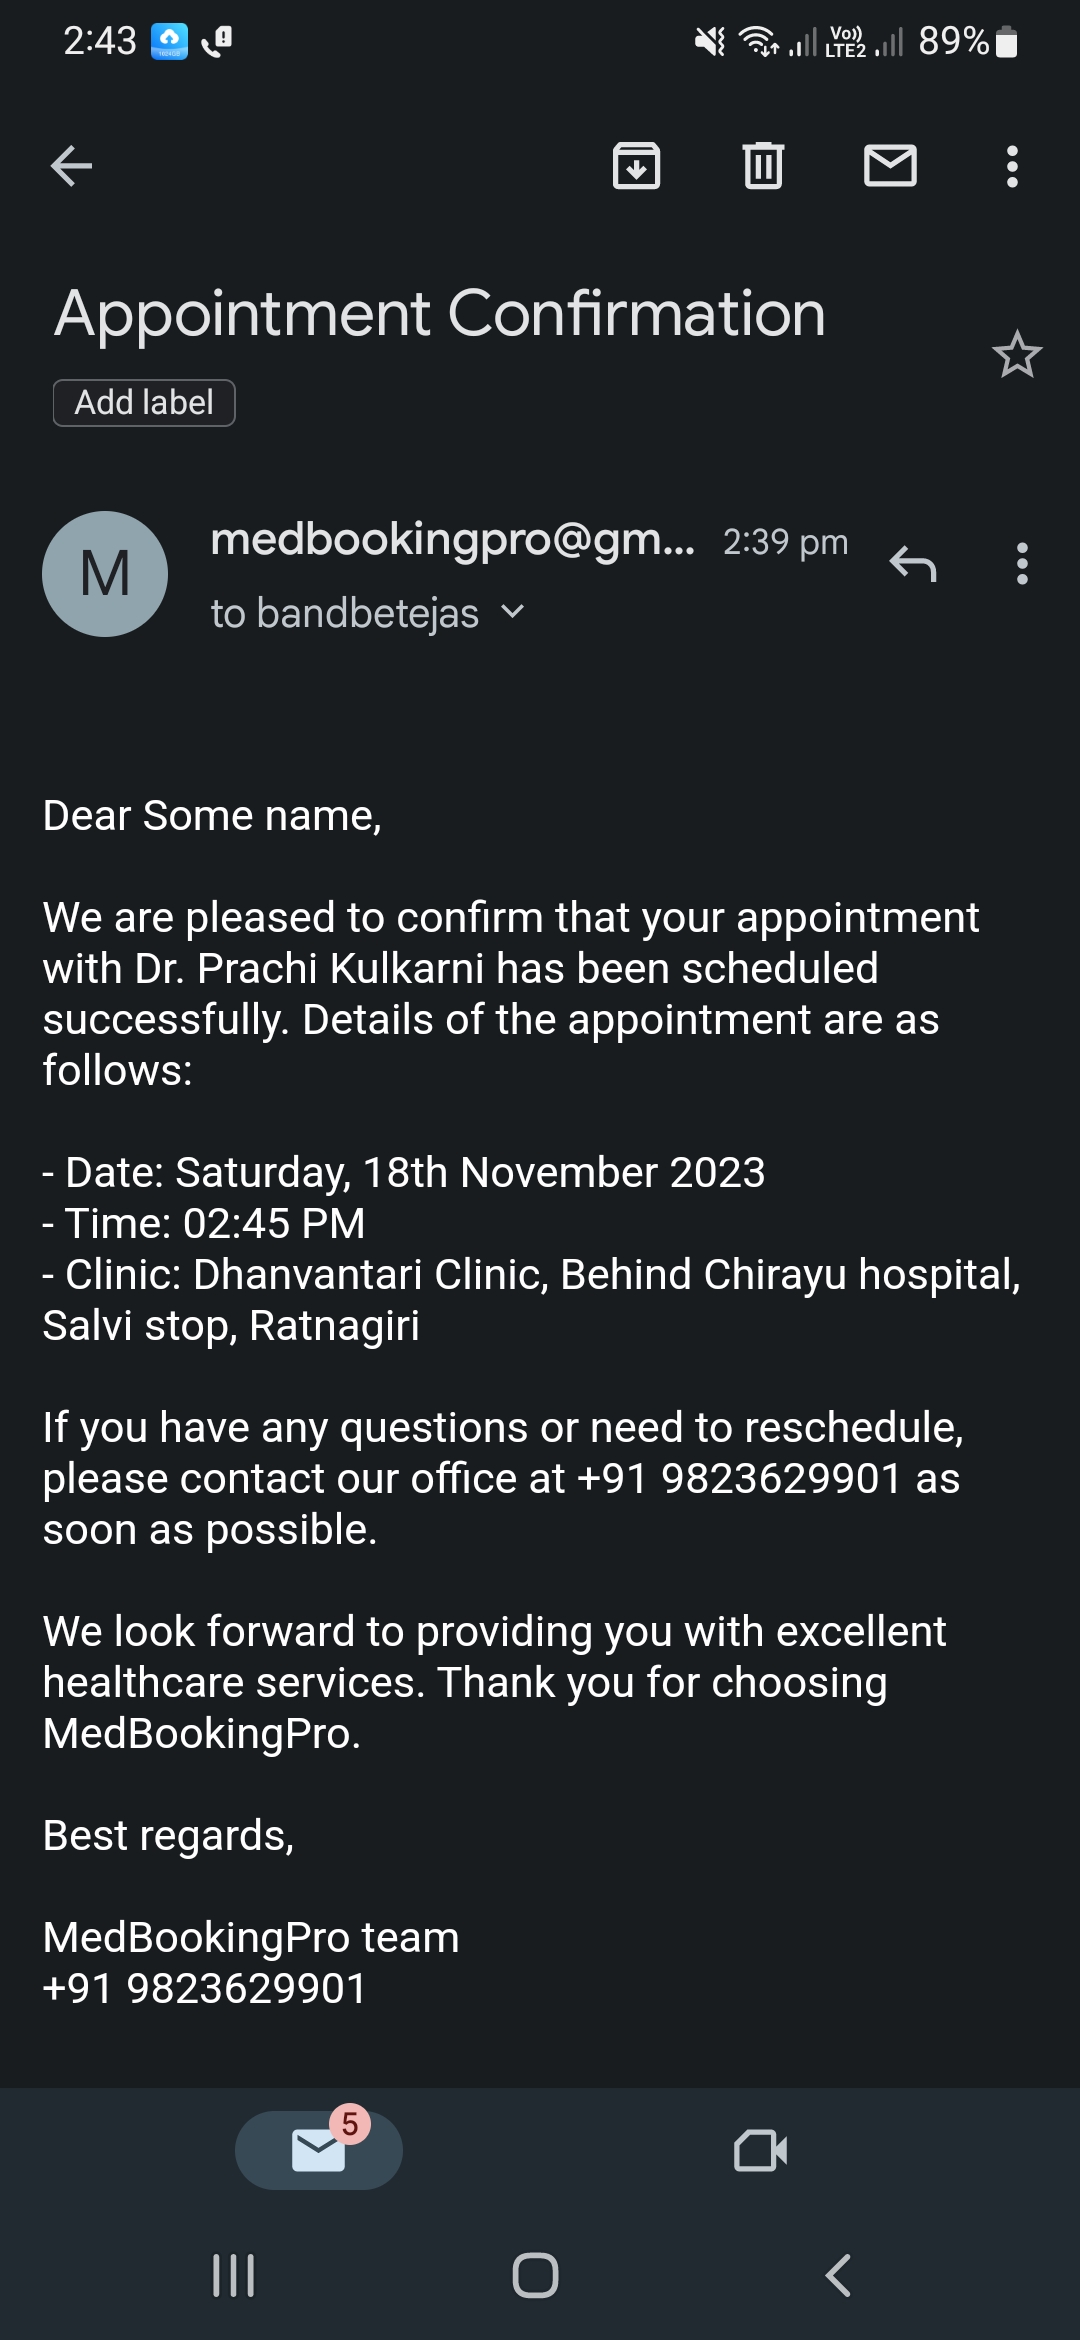 2:43
Vo)) LTE2
89%
Appointment Confirmation
Add label
M
medbookingpro@gm... 2:39 pm
to bandbetejas
Dear Some name,
We are pleased to confirm that your appointment
with Dr. Prachi Kulkarni has been scheduled
successfully. Details of the appointment are as
follows:
- Date: Saturday, 18th November 2023
- Time: 02:45 PM
- Clinic: Dhanvantari Clinic, Behind Chirayu hospital,
Salvi stop, Ratnagiri
If you have any questions or need to reschedule,
please contact our office at +91 9823629901 as
soon as possible.
We look forward to providing you with excellent
healthcare services. Thank you for choosing
MedBookingPro.
Best regards,
MedBookingPro team
+91 9823629901
5